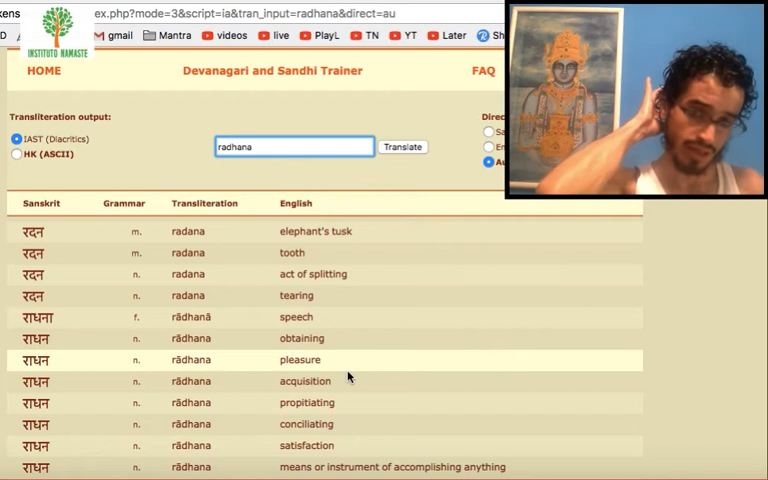 ex.php?mode=3&script=ia&tran_input=radhana&direct=au
gmail Mantra videos live PlayL TN YT Later
INSTITUTO NAMASTE
HOME Devanagari and Sandhi Trainer FAQ
Transliteration output:
IAST (Diacritics)
HK (ASCII)
radhana Translate
Sanskrit Grammar Transliteration English
रदन m. radana elephant's tusk
रदन m. radana tooth
रदन n. radana act of splitting
रदन n. radana tearing
राधना f. rādhanā speech
राधन n. rādhana obtaining
राधन n. rādhana pleasure
राधन n. rādhana acquisition
राधन n. rādhana propitiating
राधन n. rādhana conciliating
राधन n. rādhana satisfaction
राधन n. rādhana means or instrument of accomplishing anything